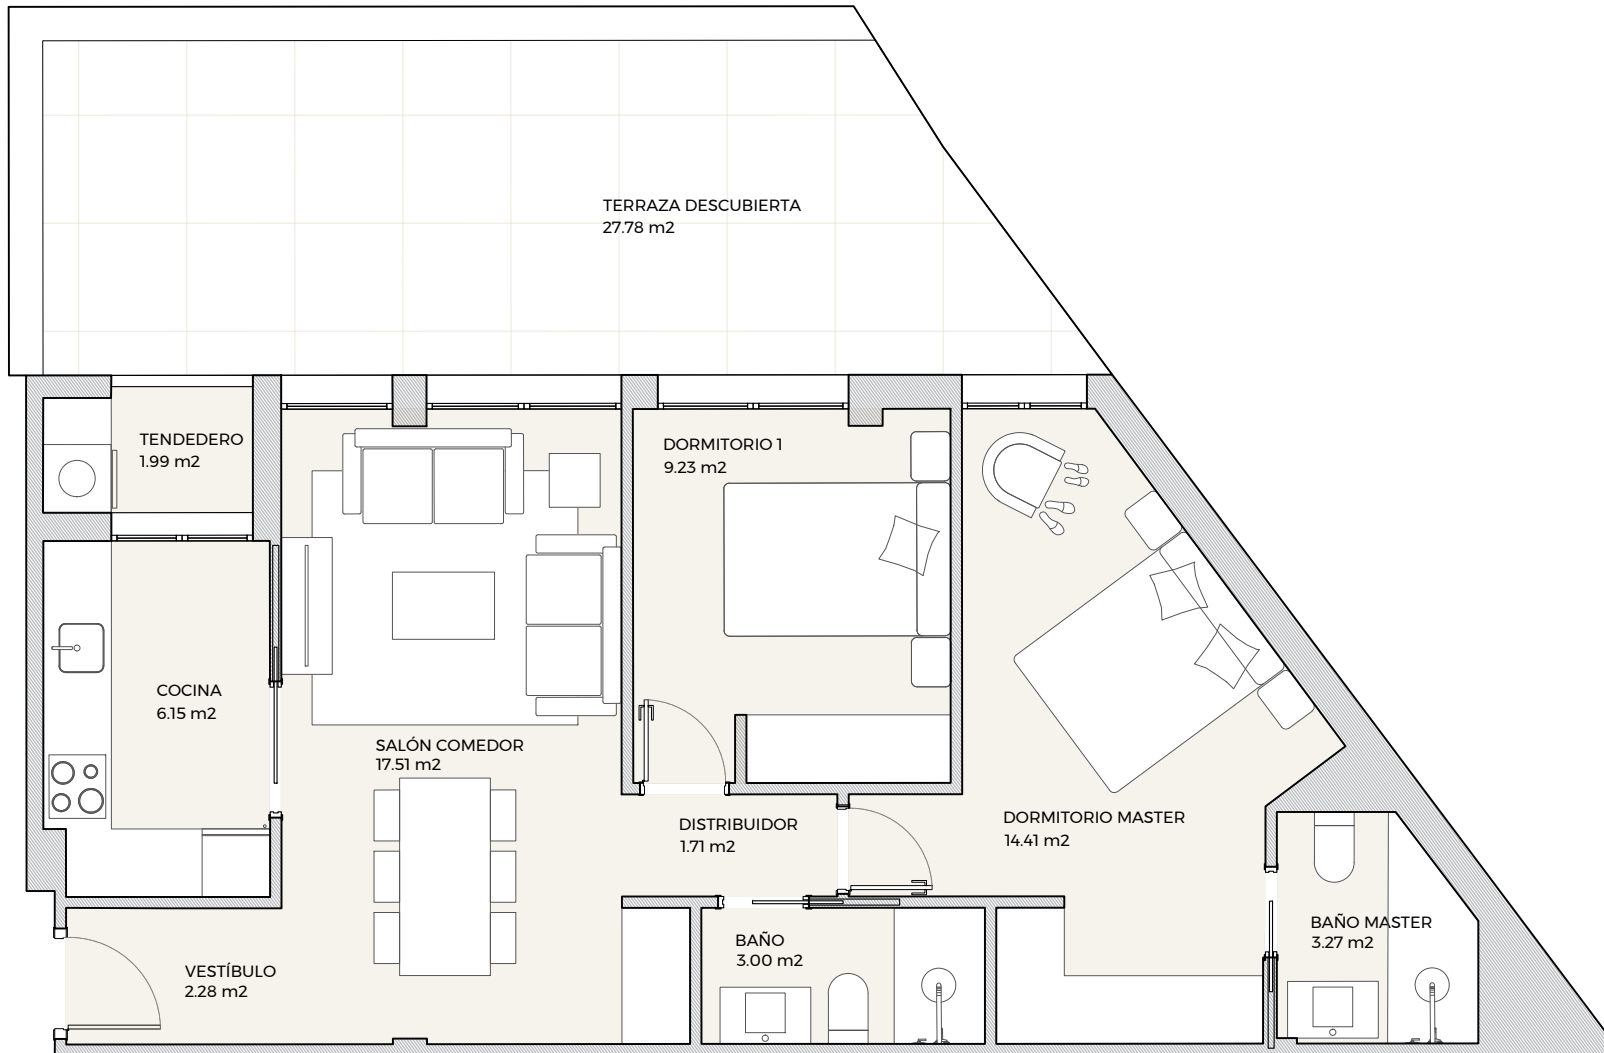 TERRAZA DESCUBIERTA
27.78 m2
TENDEDERO
1.99 m2
DORMITORIO 1
9.23 m2
COCINA
6.15 m2
SALÓN COMEDOR
17.51 m2
DISTRIBUIDOR
1.71 m2
DORMITORIO MASTER
14.41 m2
BAÑO
3.00 m2
BAÑO MASTER
3.27 m2
VESTÍBULO
2.28 m2